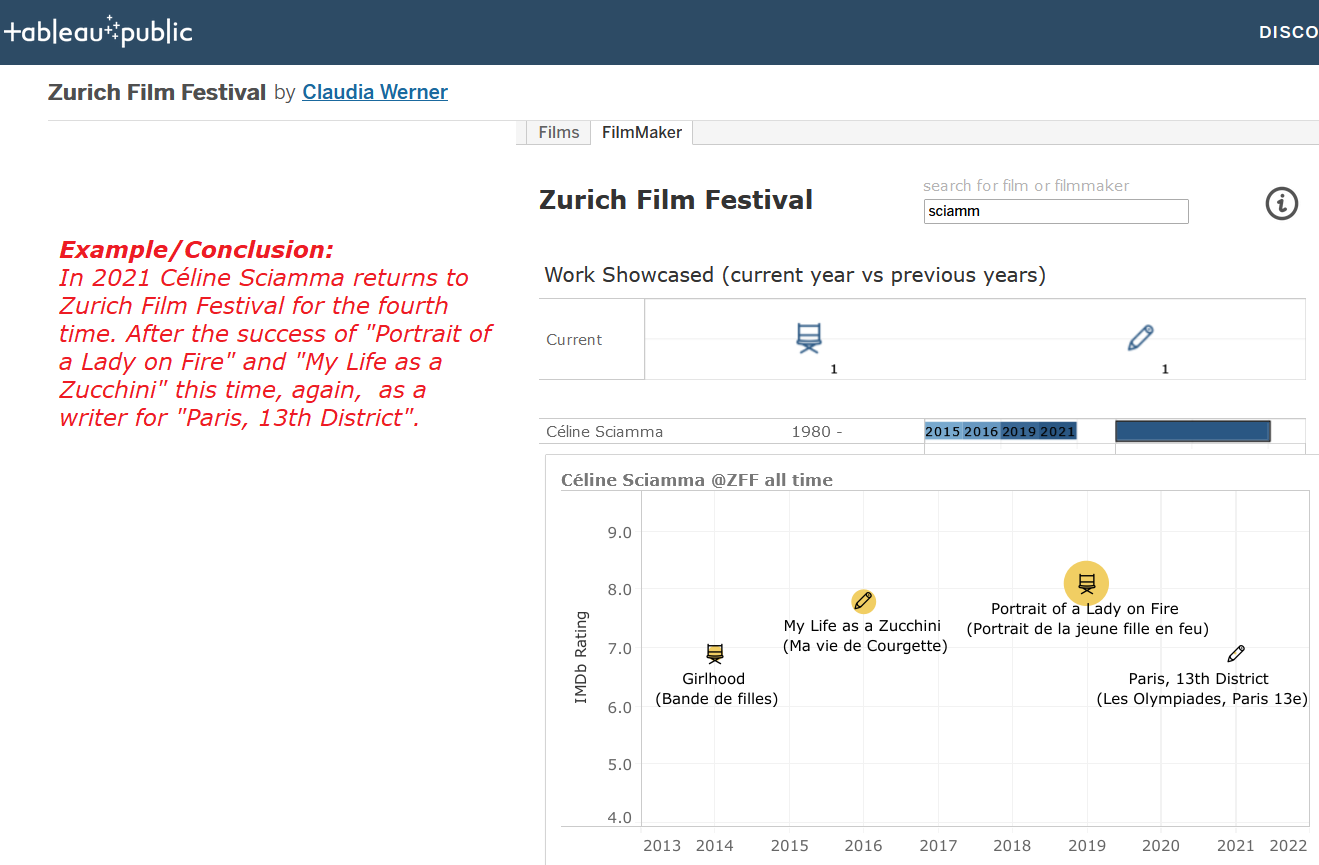 +ableau public
DISCO
Zurich Film Festival by Claudia Werner
Films FilmMaker
Zurich Film Festival
search for film or filmmaker
sciamm
Example/Conclusion:
In 2021 Céline Sciamma returns to
Zurich Film Festival for the fourth
time. After the success of "Portrait of
a Lady on Fire" and "My Life as a
Zucchini" this time, again,  as a
writer for "Paris, 13th District".
Work Showcased (current year vs previous years)
Current
1
1
Céline Sciamma 1980 - 2015 2016 2019 2021
Céline Sciamma @ZFF all time
IMDb Rating
9.0
8.0
7.0
6.0
5.0
4.0
Girlhood
(Bande de filles)
My Life as a Zucchini
(Ma vie de Courgette)
Portrait of a Lady on Fire
(Portrait de la jeune fille en feu)
Paris, 13th District
(Les Olympiades, Paris 13e)
2013 2014 2015 2016 2017 2018 2019 2020 2021 2022